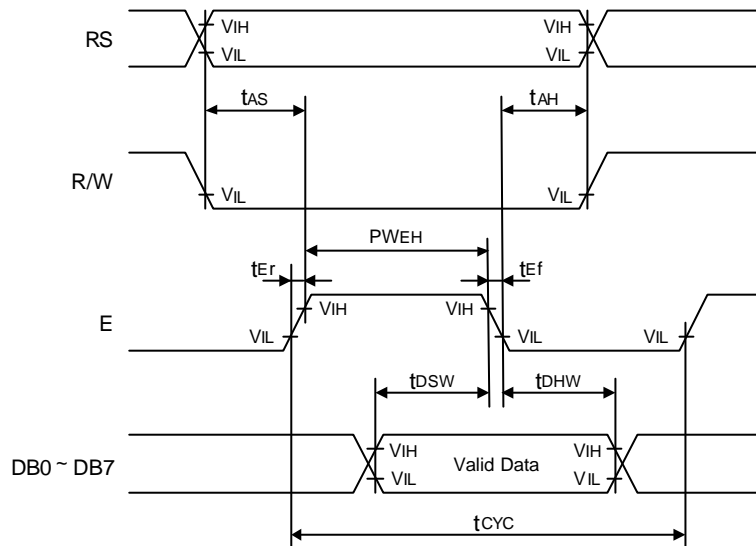 RS
VIH
VIH
VIL
VIL
tAS
tAH
R/W
VIL
VIL
PWEH
tEr
tEf
E
VIH
VIH
VIL
VIL
VIL
tDSW
tDHW
DB0 ~ DB7
VIH
Valid Data
VIH
VIL
VIL
tCYC